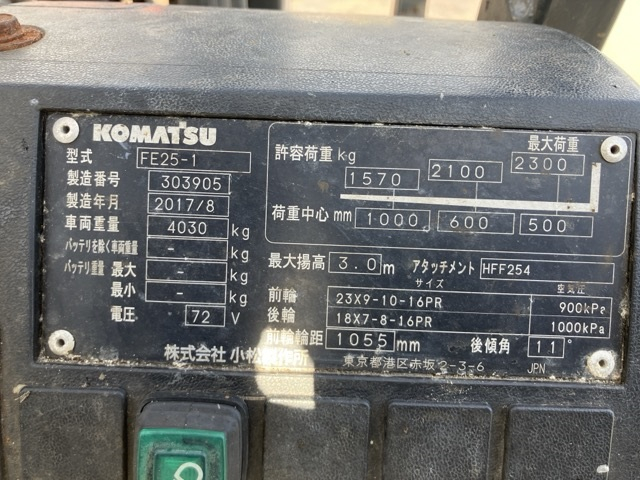 KOMATSU
型式 FE25-1
製造番号 303905
製造年月 2017/8
車両重量 4030 kg
バッテリを除く車両重量 - kg
バッテリ重量 最大 - kg
最小 - kg
電圧 72 V
最大荷重
許容荷重 kg 1570 2100 2300
荷重中心 mm 1000 600 500
最大揚高 3.0 m アタッチメント HFF254
サイズ 空気圧
前輪 23X9-10-16PR 900kPa
後輪 18X7-8-16PR 1000kPa
前輪輪距 1055 mm 後傾角 11°
株式会社 小松製作所 東京都港区赤坂2-3-6 JPN